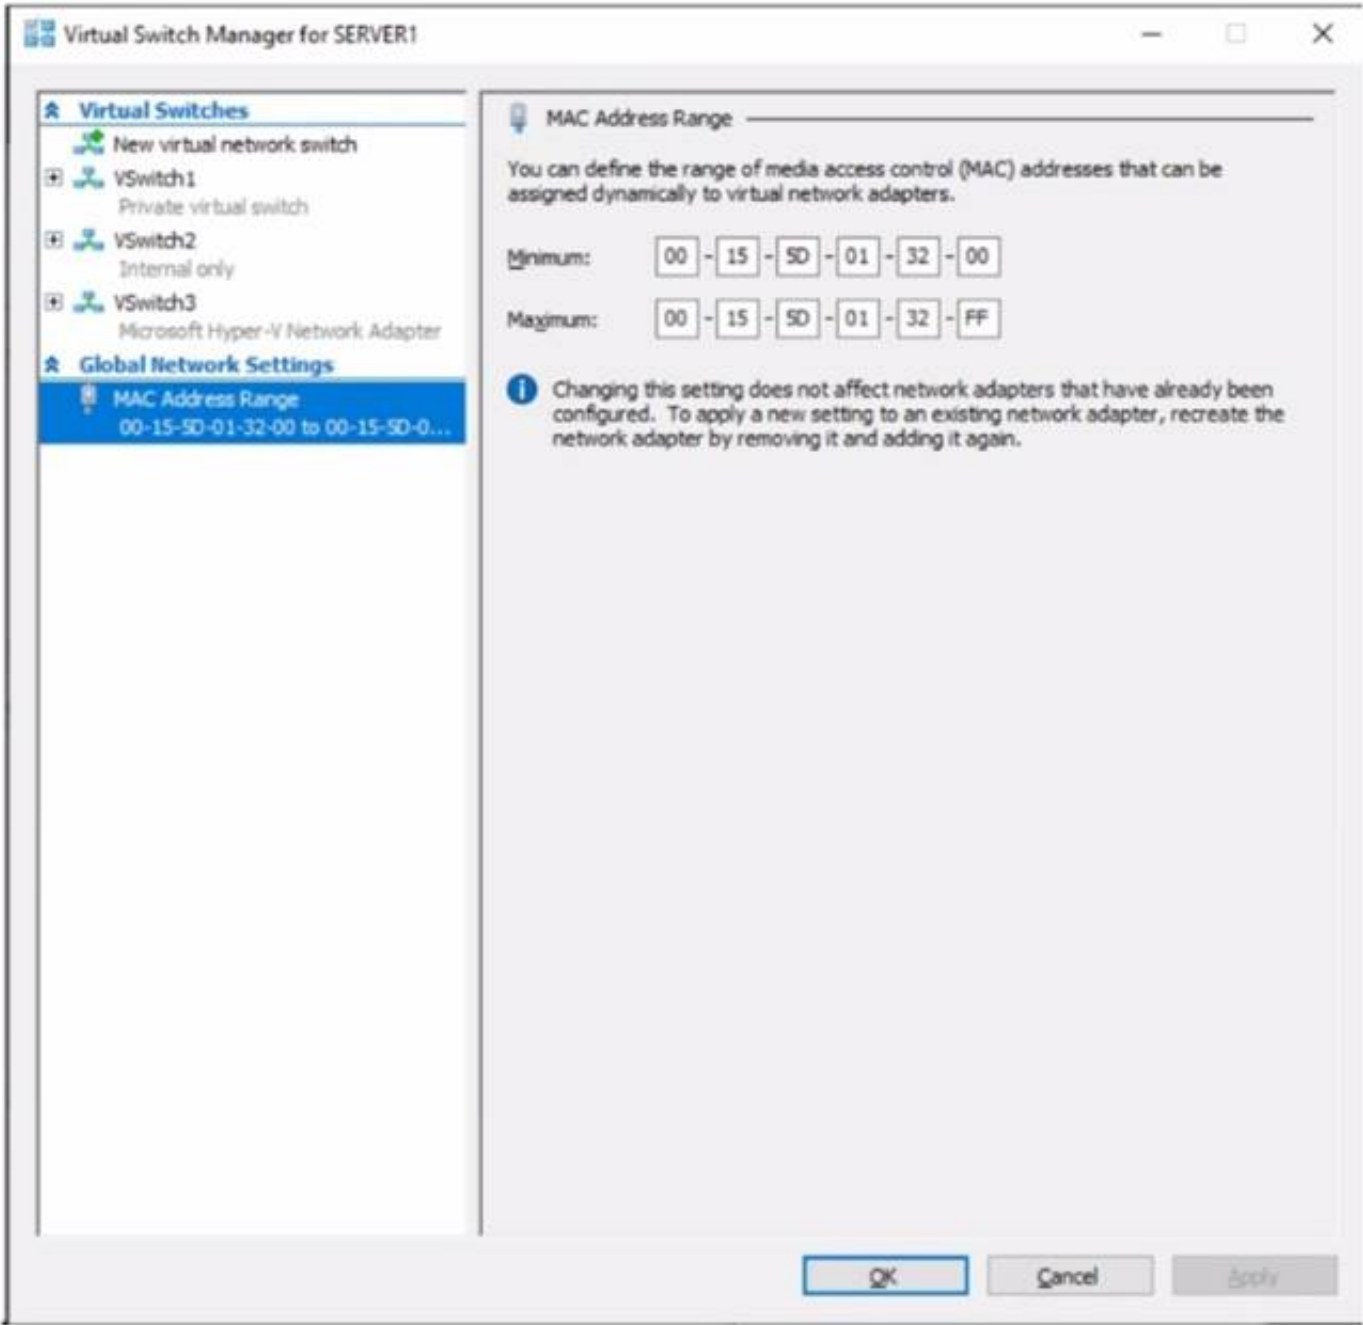 Virtual Switch Manager for SERVER1
Virtual Switches
New virtual network switch
VSwitch1
Private virtual switch
VSwitch2
Internal only
VSwitch3
Microsoft Hyper-V Network Adapter
Global Network Settings
MAC Address Range
00-15-5D-01-32-00 to 00-15-5D-0...
MAC Address Range
You can define the range of media access control (MAC) addresses that can be
assigned dynamically to virtual network adapters.
Minimum: 00 - 15 - 5D - 01 - 32 - 00
Maximum: 00 - 15 - 5D - 01 - 32 - FF
Changing this setting does not affect network adapters that have already been
configured. To apply a new setting to an existing network adapter, recreate the
network adapter by removing it and adding it again.
OK Cancel Apply